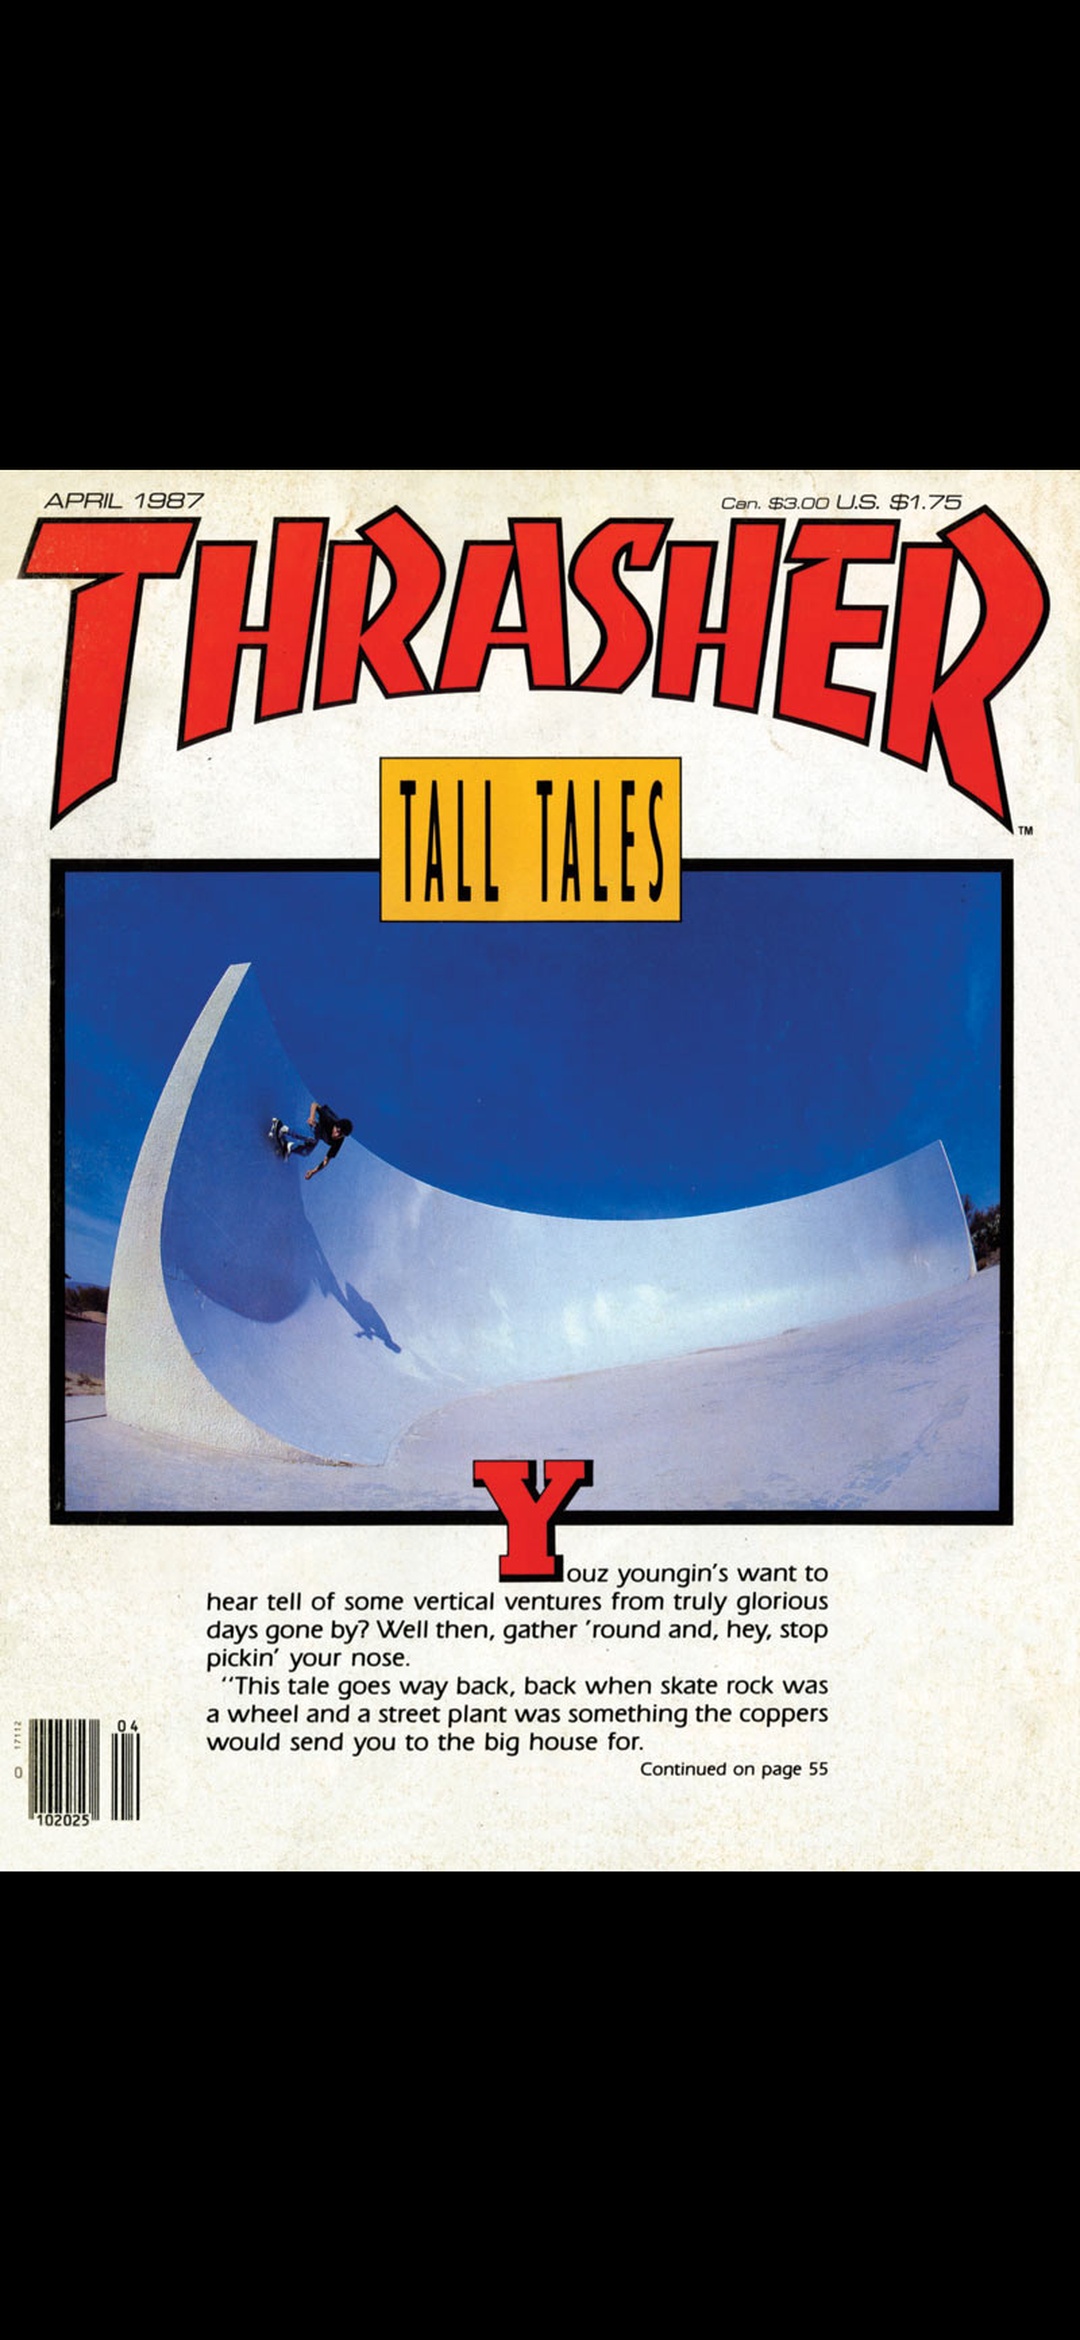 APRIL 1987
Can. $3.00 U.S. $1.75
THRASHER
TM
TALL TALES
Youz youngin's want to
hear tell of some vertical ventures from truly glorious
days gone by? Well then, gather 'round and, hey, stop
pickin' your nose.
"This tale goes way back, back when skate rock was
a wheel and a street plant was something the coppers
would send you to the big house for.
Continued on page 55
04
0 17112
102025